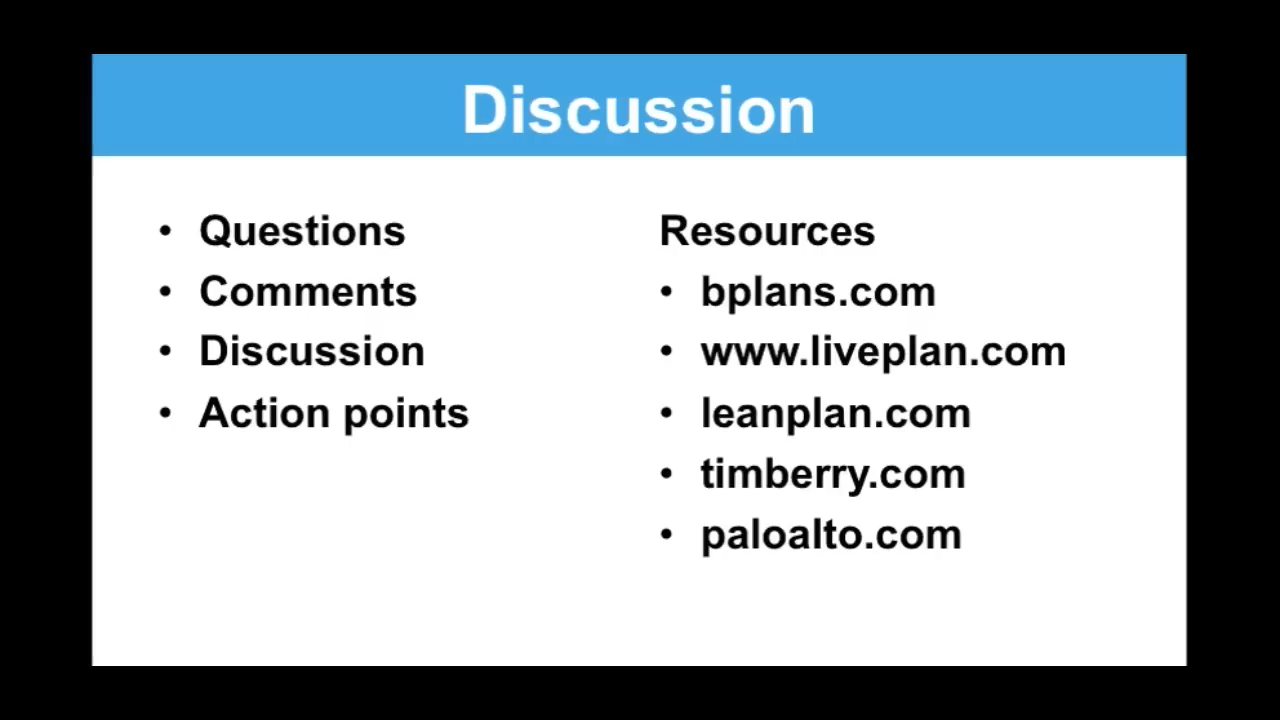 Discussion
• Questions
• Comments
• Discussion
• Action points
Resources
• bplans.com
• www.liveplan.com
• leanplan.com
• timberry.com
• paloalto.com